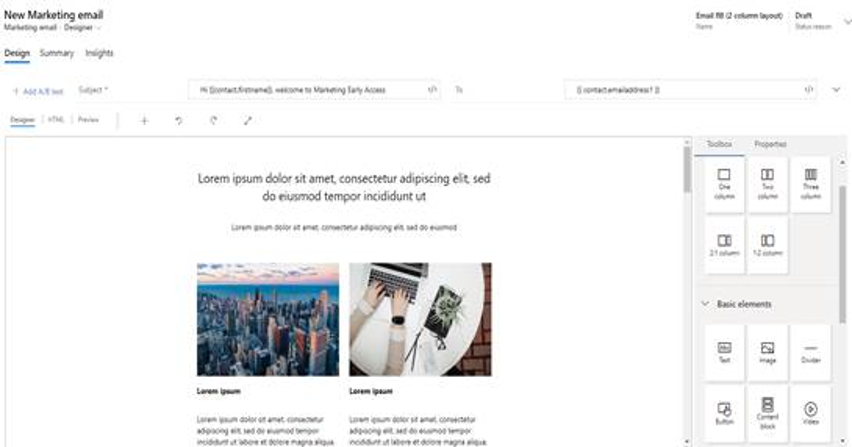 New Marketing email
Marketing email · Designer
Email fill (2 column layout)
Name
Draft
Status reason
Design Summary Insights
+ Add A/B test
Subject *
Hi {{contact.firstname}}, welcome to Marketing Early Access
</>
To
{{ contact.emailaddress1 }}
</>
Designer HTML Preview
Toolbox Properties
Lorem ipsum dolor sit amet, consectetur adipiscing elit, sed
do eiusmod tempor incididunt ut
Lorem ipsum dolor sit amet, consectetur adipiscing elit, sed do eiusmod
Lorem ipsum
Lorem ipsum dolor sit amet, consectetur
adipiscing elit, sed do eiusmod tempor
incididunt ut labore et dolore magna aliqua.
Lorem ipsum
Lorem ipsum dolor sit amet, consectetur
adipiscing elit, sed do eiusmod tempor
incididunt ut labore et dolore magna aliqua.
One
column
Two
column
Three
column
2:1 column
1:2 column
Basic elements
Text
Image
Divider
Button
Content
block
Video